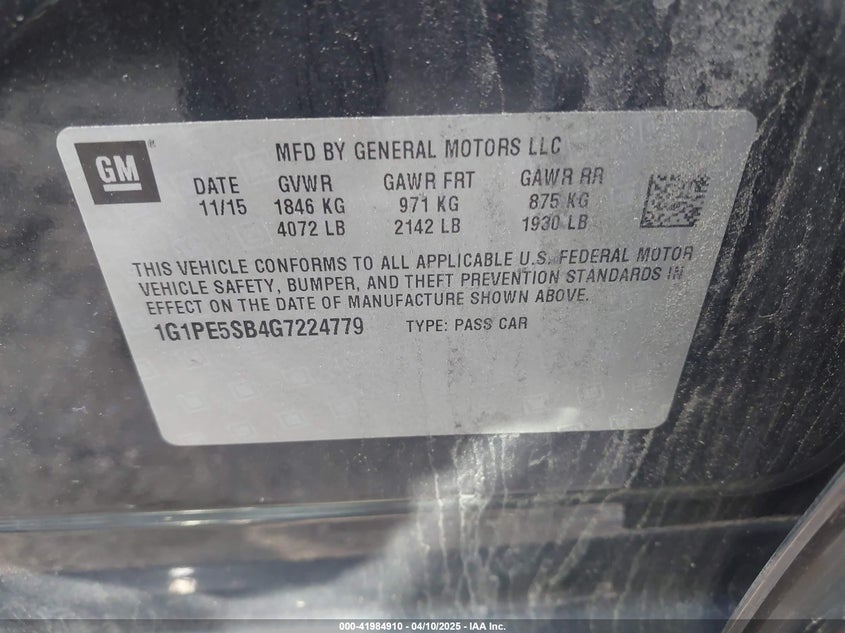 GM
MFD BY GENERAL MOTORS LLC
DATE GVWR GAWR FRT GAWR RR
11/15 1846 KG 971 KG 875 KG
4072 LB 2142 LB 1930 LB
THIS VEHICLE CONFORMS TO ALL APPLICABLE U.S. FEDERAL MOTOR
VEHICLE SAFETY, BUMPER, AND THEFT PREVENTION STANDARDS IN
EFFECT ON THE DATE OF MANUFACTURE SHOWN ABOVE.
1G1PE5SB4G7224779 TYPE: PASS CAR
000-41984910 - 04/10/2025 - IAA Inc.